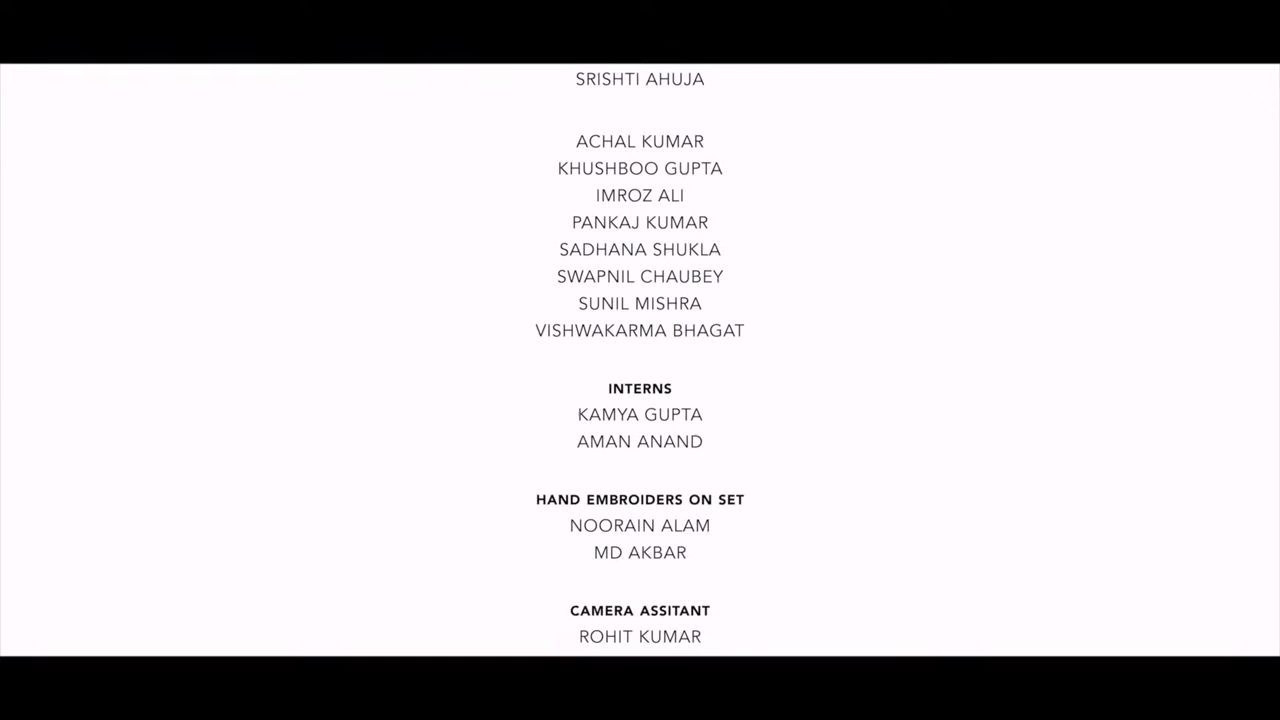 SRISHTI AHUJA
ACHAL KUMAR
KHUSHBOO GUPTA
IMROZ ALI
PANKAJ KUMAR
SADHANA SHUKLA
SWAPNIL CHAUBEY
SUNIL MISHRA
VISHWAKARMA BHAGAT
INTERNS
KAMYA GUPTA
AMAN ANAND
HAND EMBROIDERS ON SET
NOORAIN ALAM
MD AKBAR
CAMERA ASSITANT
ROHIT KUMAR